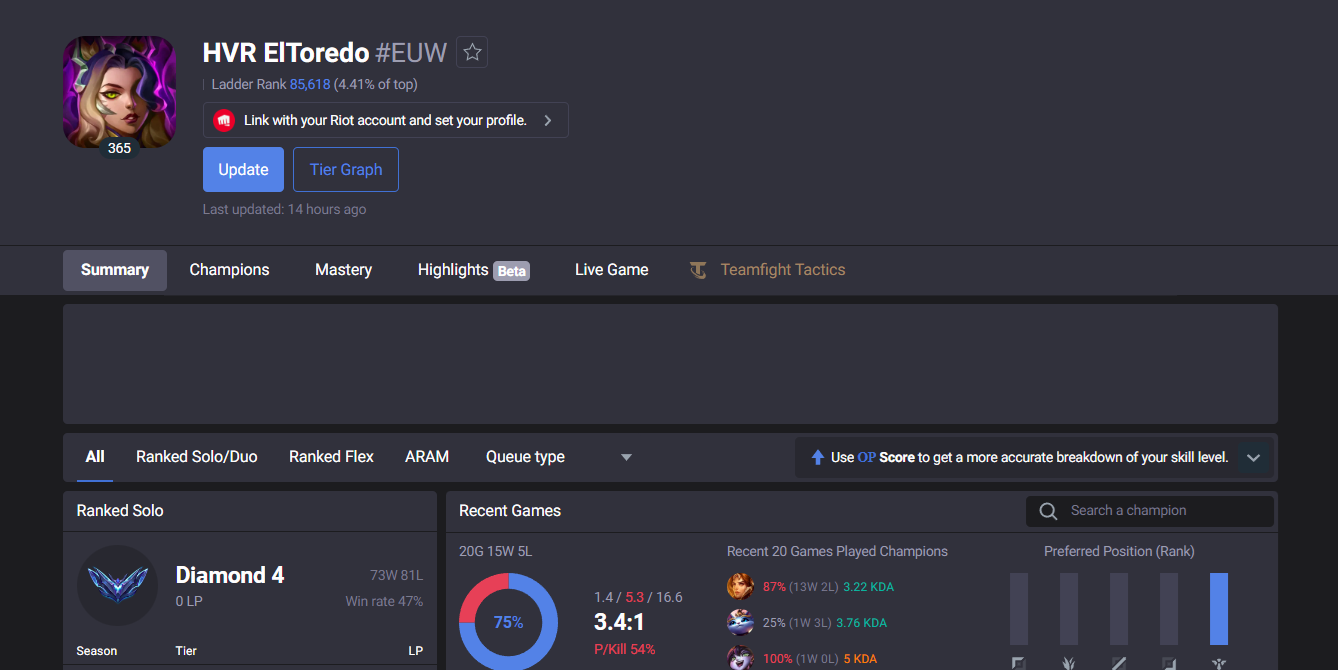 HVR ElToredo #EUW
Ladder Rank 85,618 (4.41% of top)
Link with your Riot account and set your profile.
365
Update
Tier Graph
Last updated: 14 hours ago
Summary
Champions
Mastery
Highlights Beta
Live Game
Teamfight Tactics
All
Ranked Solo/Duo
Ranked Flex
ARAM
Queue type
Use OP Score to get a more accurate breakdown of your skill level.
Ranked Solo
Diamond 4
73W 81L
0 LP
Win rate 47%
Season
Tier
LP
Recent Games
Search a champion
20G 15W 5L
75%
1.4 / 5.3 / 16.6
3.4:1
P/Kill 54%
Recent 20 Games Played Champions
87% (13W 2L) 3.22 KDA
25% (1W 3L) 3.76 KDA
100% (1W 0L) 5 KDA
Preferred Position (Rank)